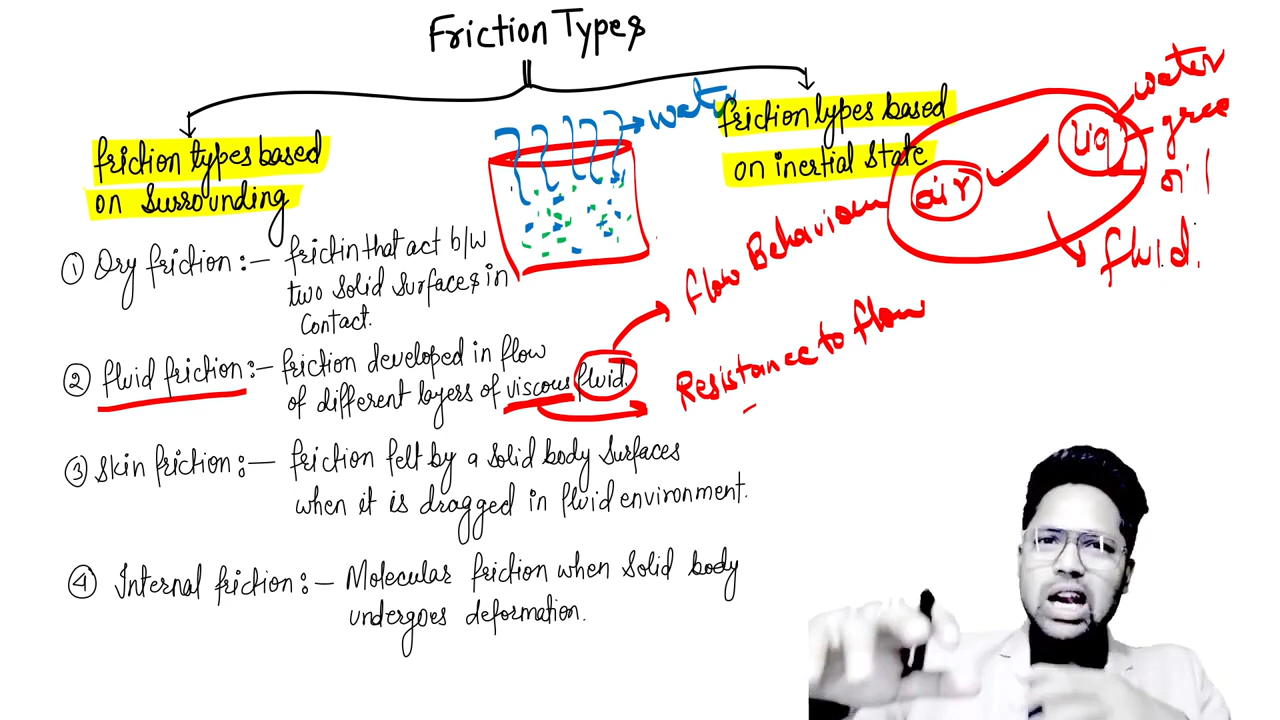 Friction Types
friction types based
on surrounding
① Dry friction :- frictin that act b/w
two solid surfaces in
contact.
② fluid friction :- friction developed in flow
of different layers of viscous fluid.
③ Skin friction :- friction felt by a solid body surfaces
when it is dragged in fluid environment.
④ Internal friction :- Molecular friction when solid body
undergoes deformation.
water
friction types based
on inertial state
flow Behaviour
Resistance to flow
air
liq
water
oil
fluid.